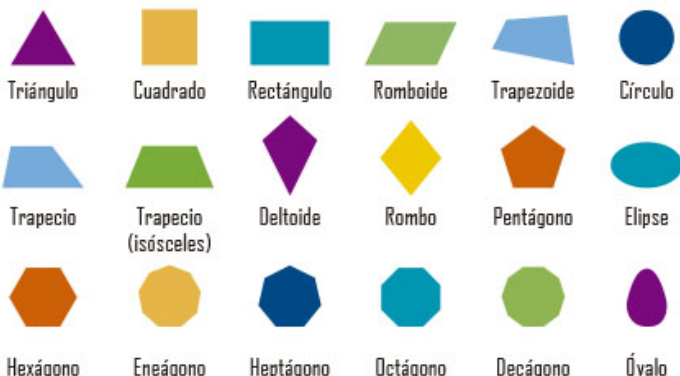 Triángulo Cuadrado Rectángulo Romboide Trapezoide Círculo
Trapecio Trapecio Deltoide Rombo Pentágono Elipse
(isósceles)
Hexágono Eneágono Heptágono Octágono Decágono Óvalo